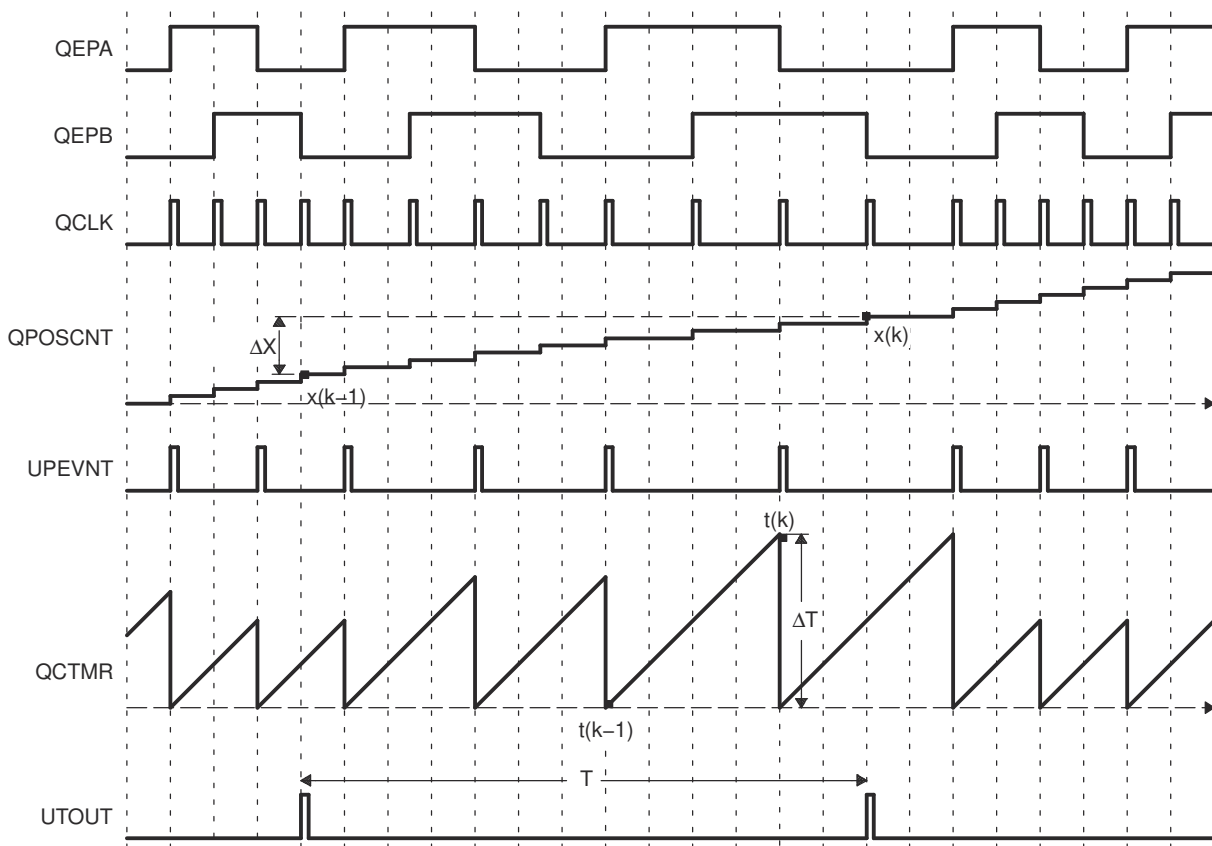 QEPA
QEPB
QCLK
QPOSCNT
ΔX
x(k−1)
x(k)
UPEVNT
t(k)
ΔT
QCTMR
t(k−1)
T
UTOUT